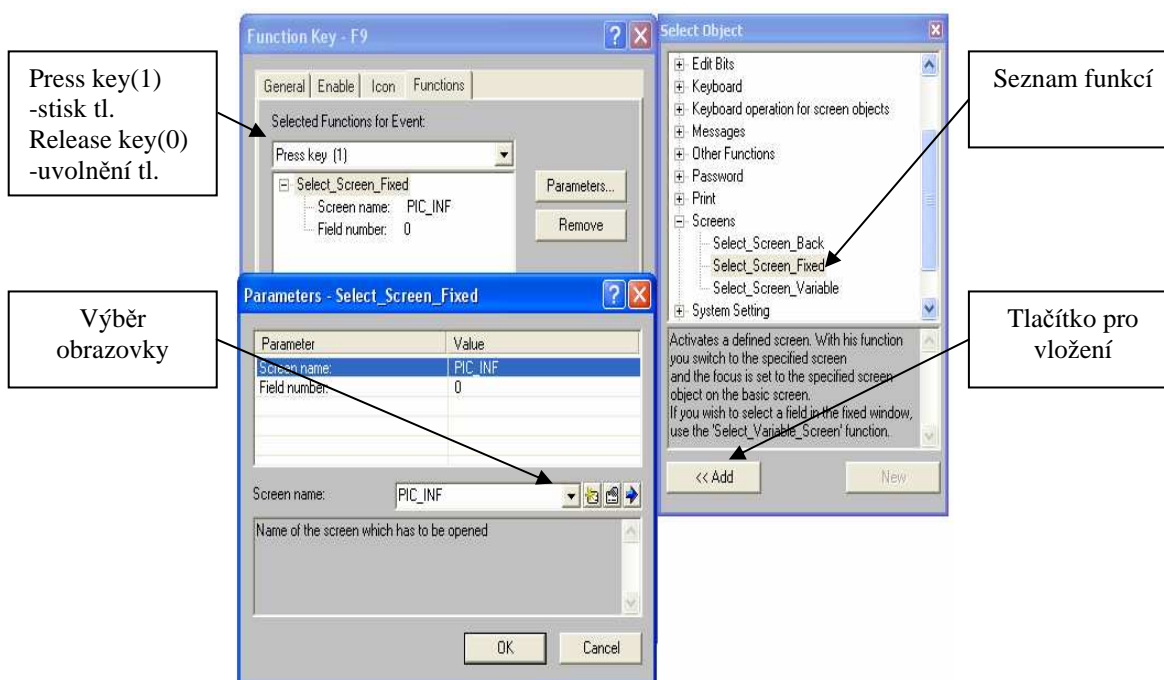 Press key(1)
-stisk tl.
Release key(0)
-uvolnění tl.
Výběr
obrazovky
Function Key - F9
General
Enable
Icon
Functions
Selected Functions for Event:
Press key (1)
Select_Screen_Fixed
Screen name: PIC_INF
Field number: 0
Parameters...
Remove
Parameters - Select_Screen_Fixed
Parameter Value
Screen name: PIC_INF
Field number: 0
Screen name: PIC_INF
Name of the screen which has to be opened
OK
Cancel
Select Object
Edit Bits
Keyboard
Keyboard operation for screen objects
Messages
Other Functions
Password
Print
Screens
Select_Screen_Back
Select_Screen_Fixed
Select_Screen_Variable
System Setting
Activates a defined screen. With his function
you switch to the specified screen
and the focus is set to the specified screen
object on the basic screen.
If you wish to select a field in the fixed window,
use the 'Select_Variable_Screen' function.
<< Add
New
Seznam funkcí
Tlačítko pro
vložení